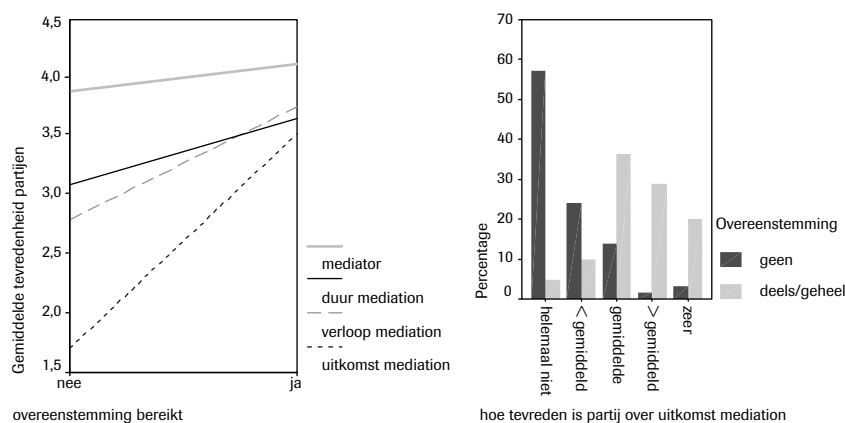 Gemiddelde tevredenheid partijen
4,5
4,0
3,5
3,0
2,5
2,0
1,5
nee
ja
mediator
duur mediation
verloop mediation
uitkomst mediation
overeenstemming bereikt
Percentage
70
60
50
40
30
20
10
0
helemaal niet
< gemiddeld
gemiddelde
> gemiddeld
zeer
Overeenstemming
geen
deels/geheel
hoe tevreden is partij over uitkomst mediation